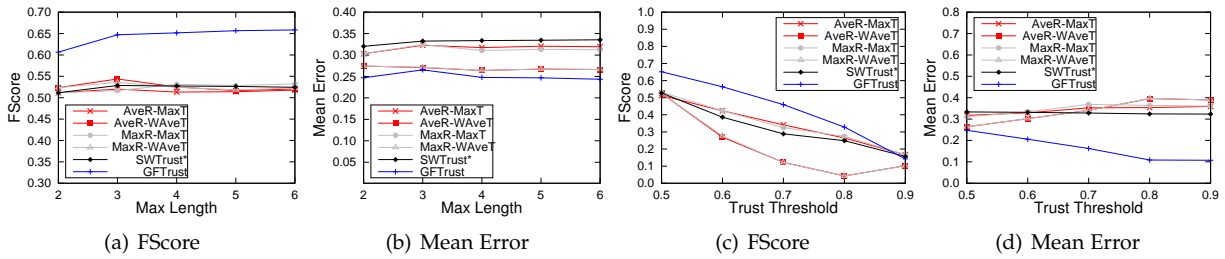 0.70
0.65
0.60
0.55
0.50
0.45
0.40
0.35
0.30
FScore
2 3 4 5 6
Max Length
AveR-MaxT
AveR-WAveT
MaxR-MaxT
MaxR-WAveT
SWTrust*
GFTrust
(a) FScore
0.40
0.35
0.30
0.25
0.20
0.15
0.10
0.05
Mean Error
2 3 4 5 6
Max Length
AveR-MaxT
AveR-WAveT
MaxR-MaxT
MaxR-WAveT
SWTrust*
GFTrust
(b) Mean Error
1.0
0.9
0.8
0.7
0.6
0.5
0.4
0.3
0.2
0.1
0.0
FScore
0.5 0.6 0.7 0.8 0.9
Trust Threshold
AveR-MaxT
AveR-WAveT
MaxR-MaxT
MaxR-WAveT
SWTrust*
GFTrust
(c) FScore
0.8
0.7
0.6
0.5
0.4
0.3
0.2
0.1
0.0
Mean Error
0.5 0.6 0.7 0.8 0.9
Trust Threshold
AveR-MaxT
AveR-WAveT
MaxR-MaxT
MaxR-WAveT
SWTrust*
GFTrust
(d) Mean Error